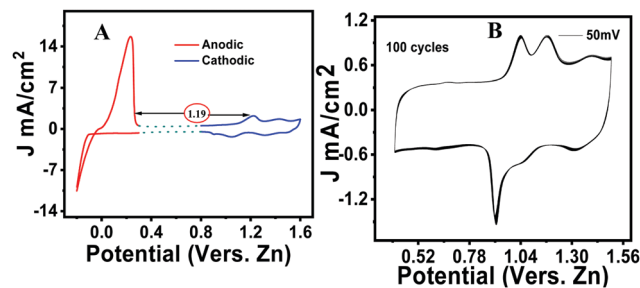 A
Anodic
Cathodic
1.19
14
7
0
-7
-14
J mA/cm²
0.0
0.4
0.8
1.2
1.6
Potential (Vers. Zn)
B
100 cycles
50mV
1.2
0.6
0.0
-0.6
-1.2
J mA/cm2
0.52
0.78
1.04
1.30
1.56
Potential (Vers. Zn)